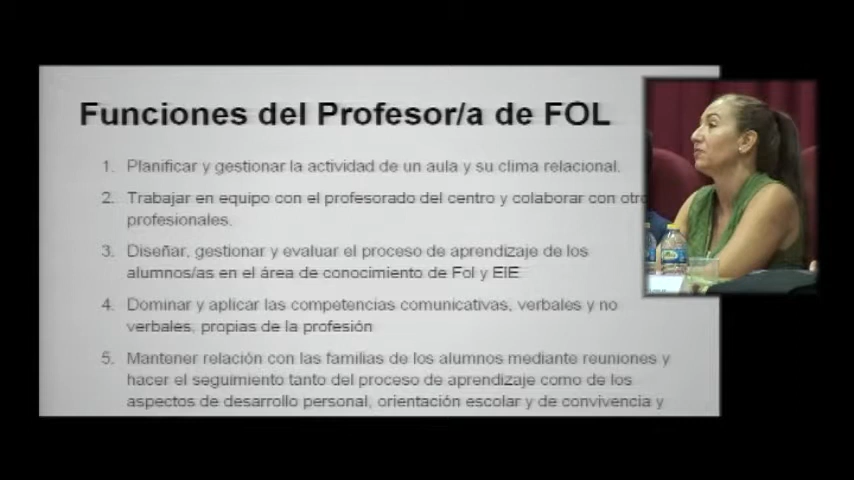 Funciones del Profesor/a de FOL
1. Planificar y gestionar la actividad de un aula y su clima relacional.
2. Trabajar en equipo con el profesorado del centro y colaborar con otro
profesionales.
3. Diseñar, gestionar y evaluar el proceso de aprendizaje de los
alumnos/as en el área de conocimiento de Fol y EIE
4. Dominar y aplicar las competencias comunicativas, verbales y no
verbales, propias de la profesión
5. Mantener relación con las familias de los alumnos mediante reuniones y
hacer el seguimiento tanto del proceso de aprendizaje como de los
aspectos de desarrollo personal, orientación escolar y de convivencia y